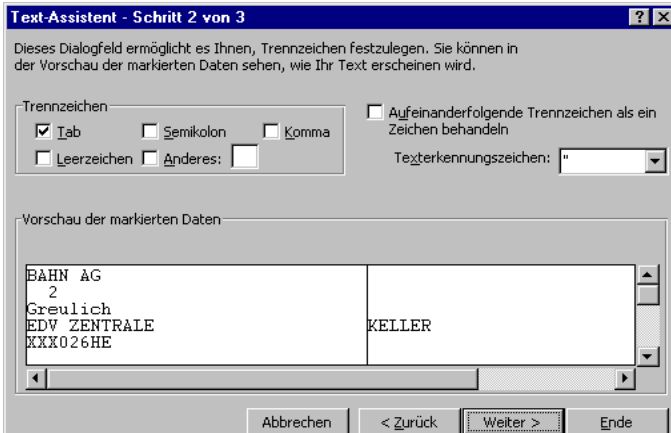 Text-Assistent - Schritt 2 von 3
Dieses Dialogfeld ermöglicht es Ihnen, Trennzeichen festzulegen. Sie können in
der Vorschau der markierten Daten sehen, wie Ihr Text erscheinen wird.
Trennzeichen
Tab Semikolon Komma
Leerzeichen Anderes:
Aufeinanderfolgende Trennzeichen als ein
Zeichen behandeln
Texterkennungszeichen: "
Vorschau der markierten Daten
BAHN AG
2
Greulich
EDV ZENTRALE KELLER
XXX026HE
Abbrechen < Zurück Weiter > Ende